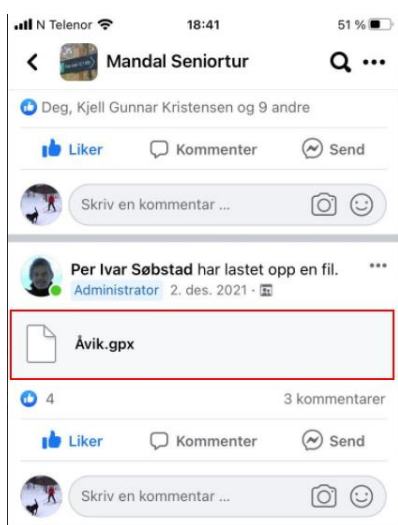 N Telenor 18:41 51 %
Mandal Seniortur
Deg, Kjell Gunnar Kristensen og 9 andre
Liker Kommenter Send
Skriv en kommentar ...
Per Ivar Søbstad har lastet opp en fil.
Administrator 2. des. 2021 ·
Åvik.gpx
4 3 kommentarer
Liker Kommenter Send
Skriv en kommentar ...